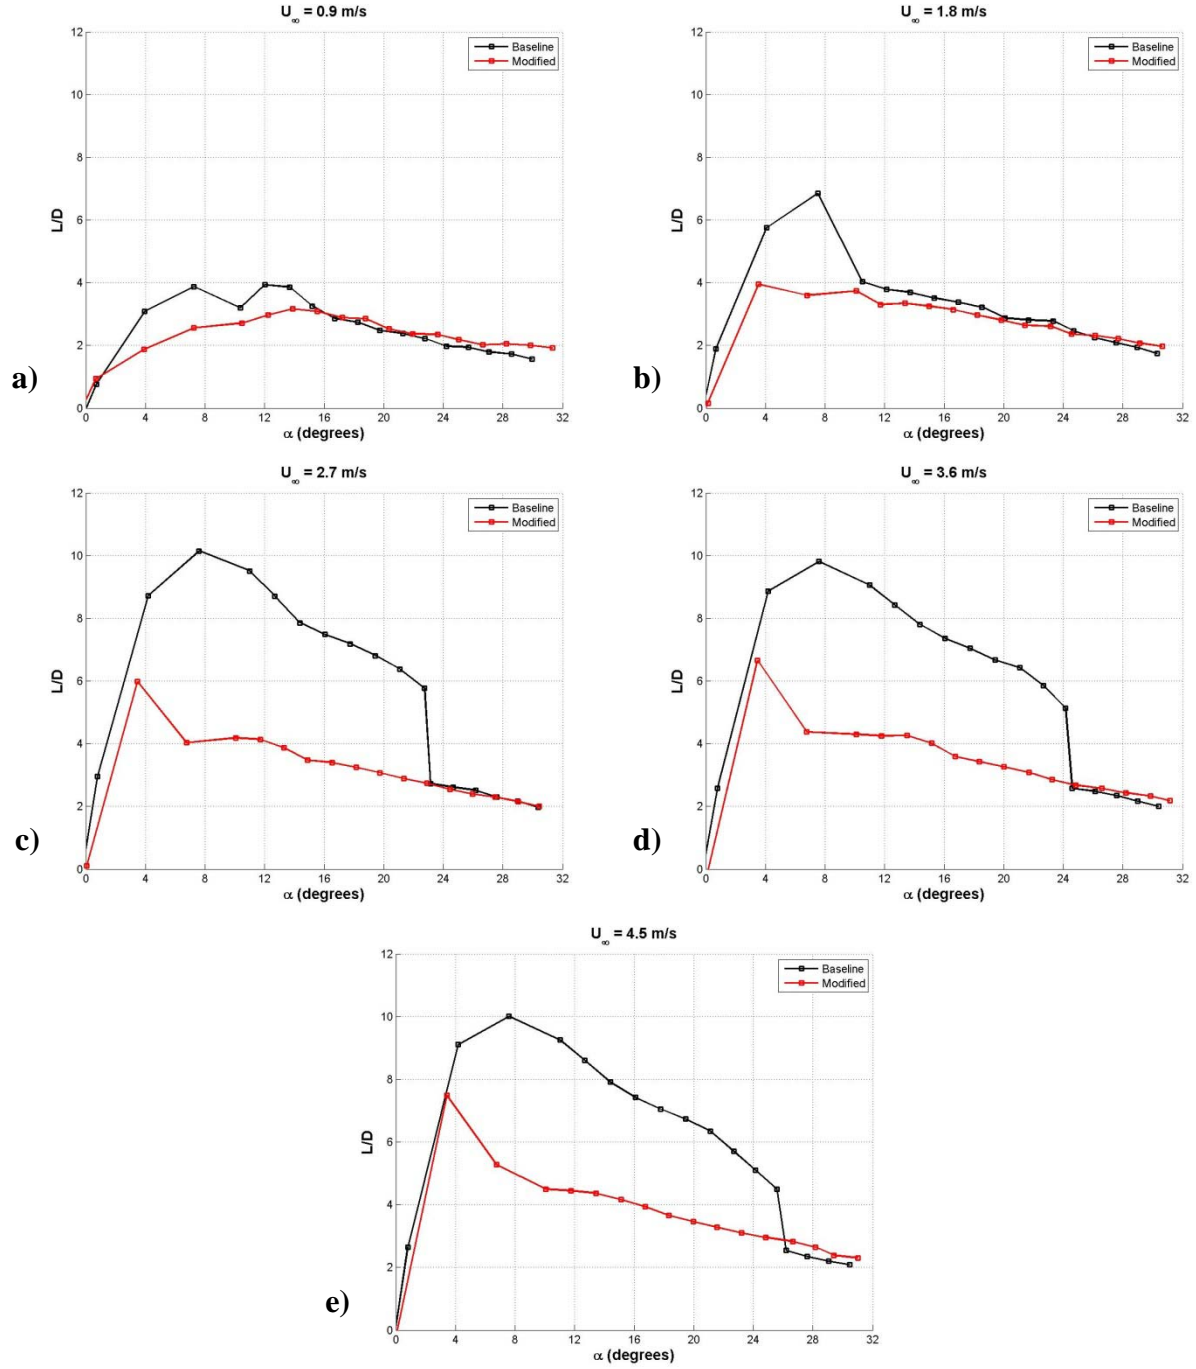 U∞ = 0.9 m/s
12
10
8
6
4
2
0
L/D
Baseline
Modified
0 4 8 12 16 20 24 28 32
α (degrees)
a)
U∞ = 1.8 m/s
12
10
8
6
4
2
0
L/D
Baseline
Modified
0 4 8 12 16 20 24 28 32
α (degrees)
b)
U∞ = 2.7 m/s
12
10
8
6
4
2
0
L/D
Baseline
Modified
0 4 8 12 16 20 24 28 32
α (degrees)
c)
U∞ = 3.6 m/s
12
10
8
6
4
2
0
L/D
Baseline
Modified
0 4 8 12 16 20 24 28 32
α (degrees)
d)
U∞ = 4.5 m/s
12
10
8
6
4
2
0
L/D
Baseline
Modified
0 4 8 12 16 20 24 28 32
α (degrees)
e)